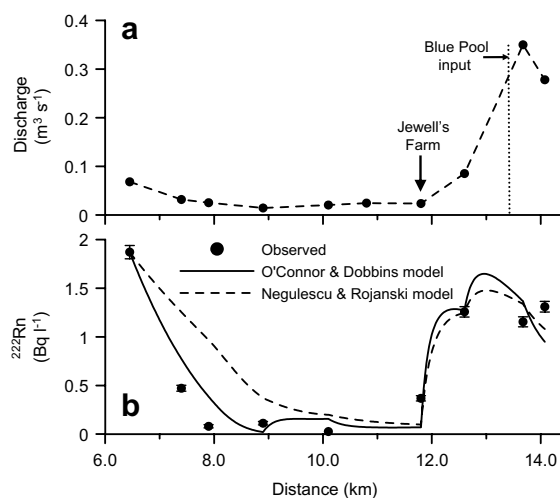 a
0.4
0.3
0.2
0.1
0
Discharge
(m³ s⁻¹)
Blue Pool
input
Jewell's
Farm
2
1.5
1
0.5
0
²²²Rn
(Bq l⁻¹)
Observed
O'Connor & Dobbins model
Negulescu & Rojanski model
b
6.0 8.0 10.0 12.0 14.0
Distance (km)